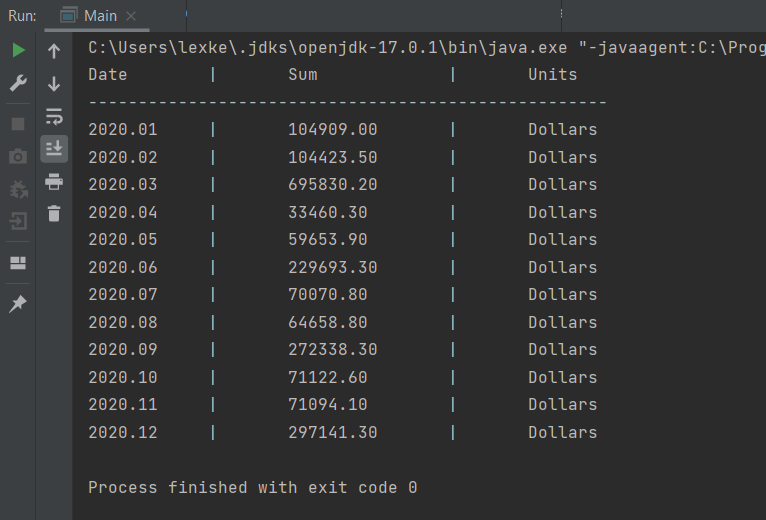 Run: Main
C:\Users\lexke\.jdks\openjdk-17.0.1\bin\java.exe "-javaagent:C:\Prog
Date | Sum | Units
----------------------------------------------------
2020.01 | 104909.00 | Dollars
2020.02 | 104423.50 | Dollars
2020.03 | 695830.20 | Dollars
2020.04 | 33460.30 | Dollars
2020.05 | 59653.90 | Dollars
2020.06 | 229693.30 | Dollars
2020.07 | 70070.80 | Dollars
2020.08 | 64658.80 | Dollars
2020.09 | 272338.30 | Dollars
2020.10 | 71122.60 | Dollars
2020.11 | 71094.10 | Dollars
2020.12 | 297141.30 | Dollars
Process finished with exit code 0